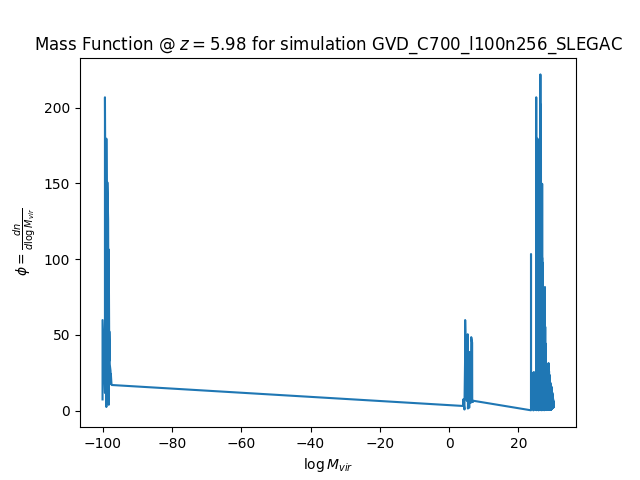 Mass Function @ z = 5.98 for simulation GVD_C700_l100n256_SLEGAC
200
150
100
50
0
ϕ = dn/dlog M_vir
−100 −80 −60 −40 −20 0 20
log M_vir